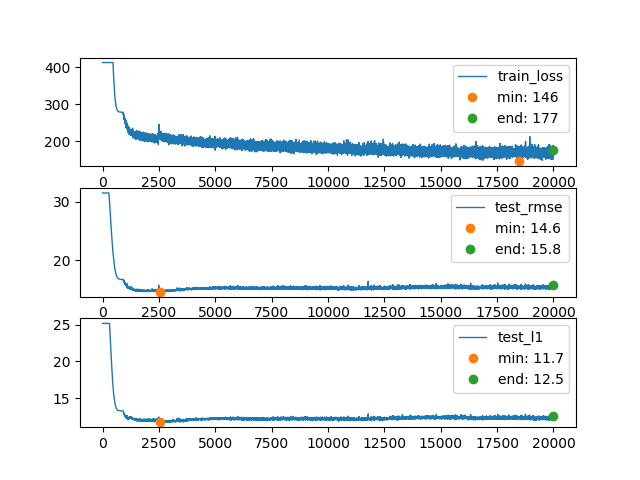 400
300
200
train_loss
min: 146
end: 177
0 2500 5000 7500 10000 12500 15000 17500 20000
30
20
test_rmse
min: 14.6
end: 15.8
0 2500 5000 7500 10000 12500 15000 17500 20000
25
20
15
test_l1
min: 11.7
end: 12.5
0 2500 5000 7500 10000 12500 15000 17500 20000